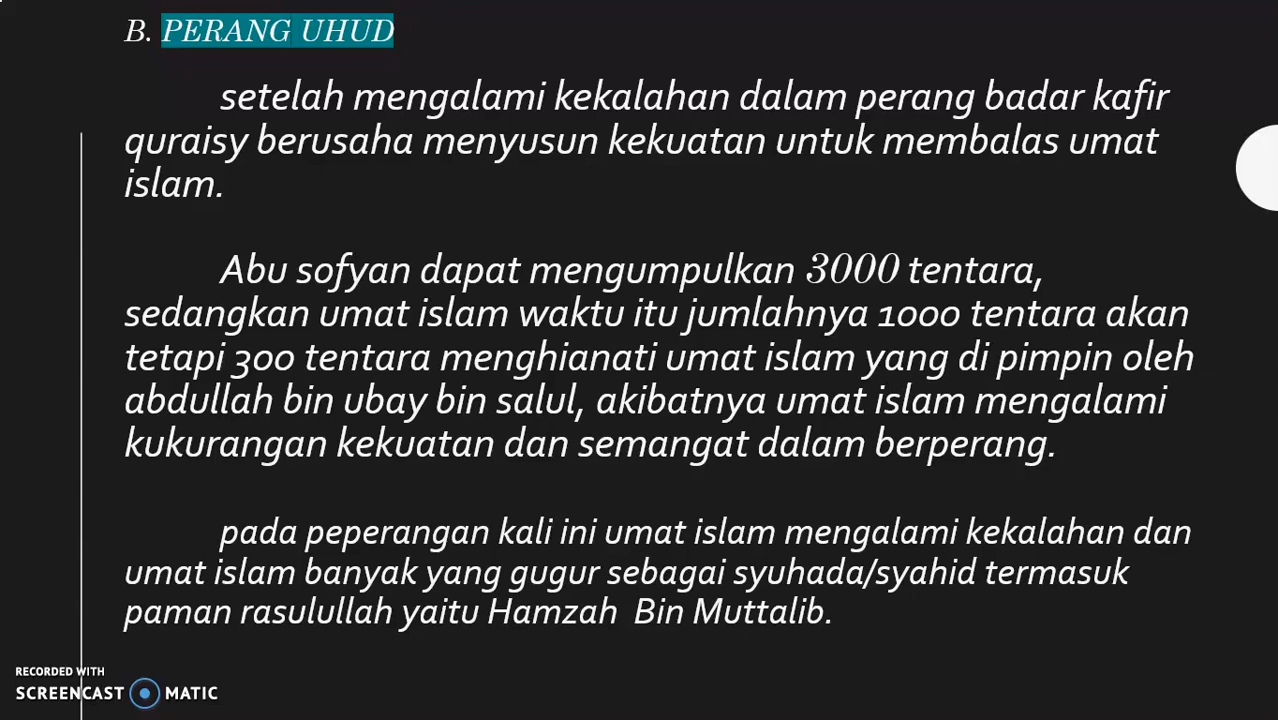 B. PERANG UHUD
setelah mengalami kekalahan dalam perang badar kafir
quraisy berusaha menyusun kekuatan untuk membalas umat
islam.
Abu sofyan dapat mengumpulkan 3000 tentara,
sedangkan umat islam waktu itu jumlahnya 1000 tentara akan
tetapi 300 tentara menghianati umat islam yang di pimpin oleh
abdullah bin ubay bin salul, akibatnya umat islam mengalami
kukurangan kekuatan dan semangat dalam berperang.
pada peperangan kali ini umat islam mengalami kekalahan dan
umat islam banyak yang gugur sebagai syuhada/syahid termasuk
paman rasulullah yaitu Hamzah Bin Muttalib.
RECORDED WITH
SCREENCAST MATIC